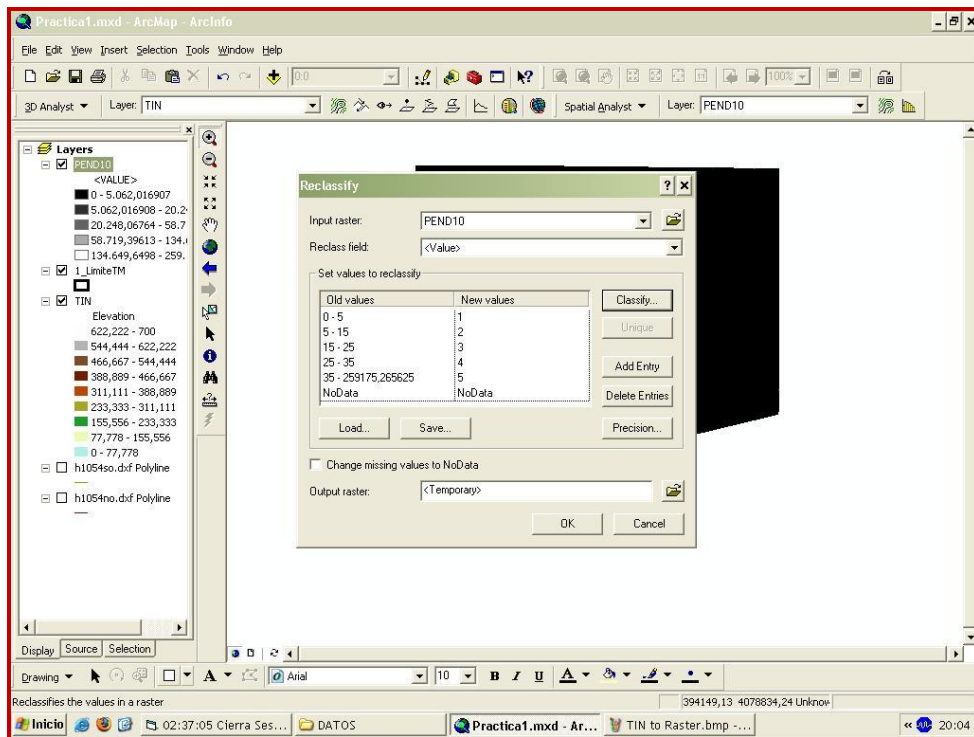 Practica1.mxd - ArcMap - ArcInfo
File Edit View Insert Selection Tools Window Help
0:0
100%
3D Analyst Layer: TIN Spatial Analyst Layer: PEND10
Layers
PEND10
<VALUE>
0 - 5.062,016907
5.062,016908 - 20.2
20.248,06764 - 58.7
58.719,39613 - 134.
134.649,6498 - 259.
1_LimiteTM
TIN
Elevation
622,222 - 700
544,444 - 622,222
466,667 - 544,444
388,889 - 466,667
311,111 - 388,889
233,333 - 311,111
155,556 - 233,333
77,778 - 155,556
0 - 77,778
h1054so.dxf Polyline
h1054no.dxf Polyline
Reclassify
Input raster: PEND10
Reclass field: <Value>
Set values to reclassify
Old values New values
0 - 5 1
5 - 15 2
15 - 25 3
25 - 35 4
35 - 259175,265625 5
NoData NoData
Classify...
Unique
Add Entry
Delete Entries
Load... Save... Precision...
Change missing values to NoData
Output raster: <Temporary>
OK Cancel
Display Source Selection
Drawing A Arial 10 B I U A
Reclassifies the values in a raster 394149,13 4078834,24 Unknow
Inicio 02:37:05 Cierra Ses... DATOS Practica1.mxd - Ar... TIN to Raster.bmp -... 20:04